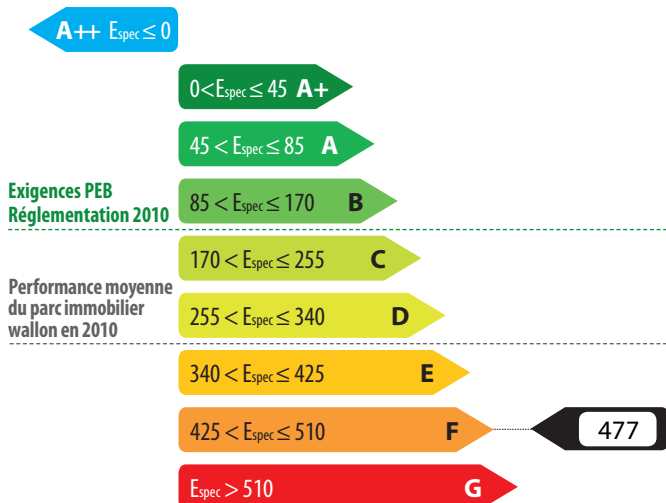 A++ Espec ≤ 0
0<Espec ≤ 45 A+
45 < Espec ≤ 85 A
Exigences PEB
Réglementation 2010
85 < Espec ≤ 170 B
170 < Espec ≤ 255 C
Performance moyenne
du parc immobilier
wallon en 2010
255 < Espec ≤ 340 D
340 < Espec ≤ 425 E
425 < Espec ≤ 510 F
477
Espec > 510 G